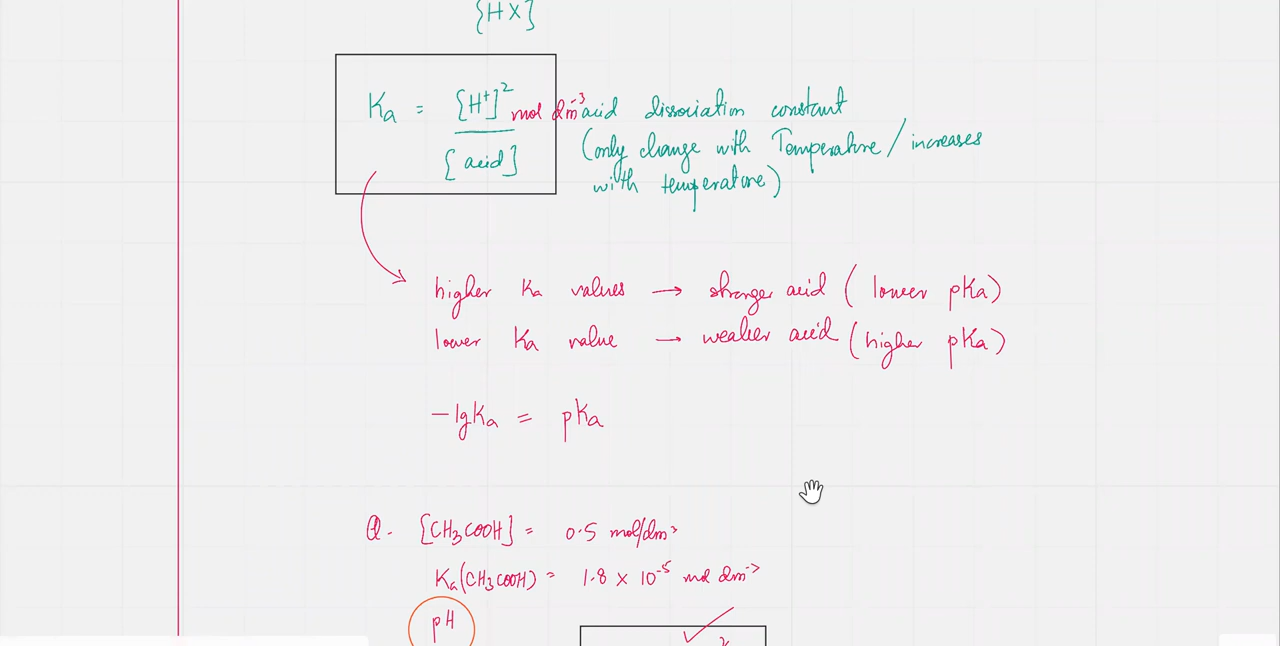 [HX]
Ka = [H⁺]² mol dm⁻³ acid dissociation constant
[acid] (only change with Temperature / increases
with temperature)
higher Ka values → stronger acid (lower pKa)
lower Ka value → weaker acid (higher pKa)
-lgKa = pKa
Q. [CH3COOH] = 0.5 mol/dm³
Ka(CH3COOH) = 1.8 × 10⁻⁵ mol dm⁻³
pH